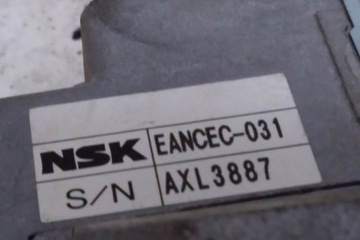 NSK EANCEC-031
S/N AXL3887